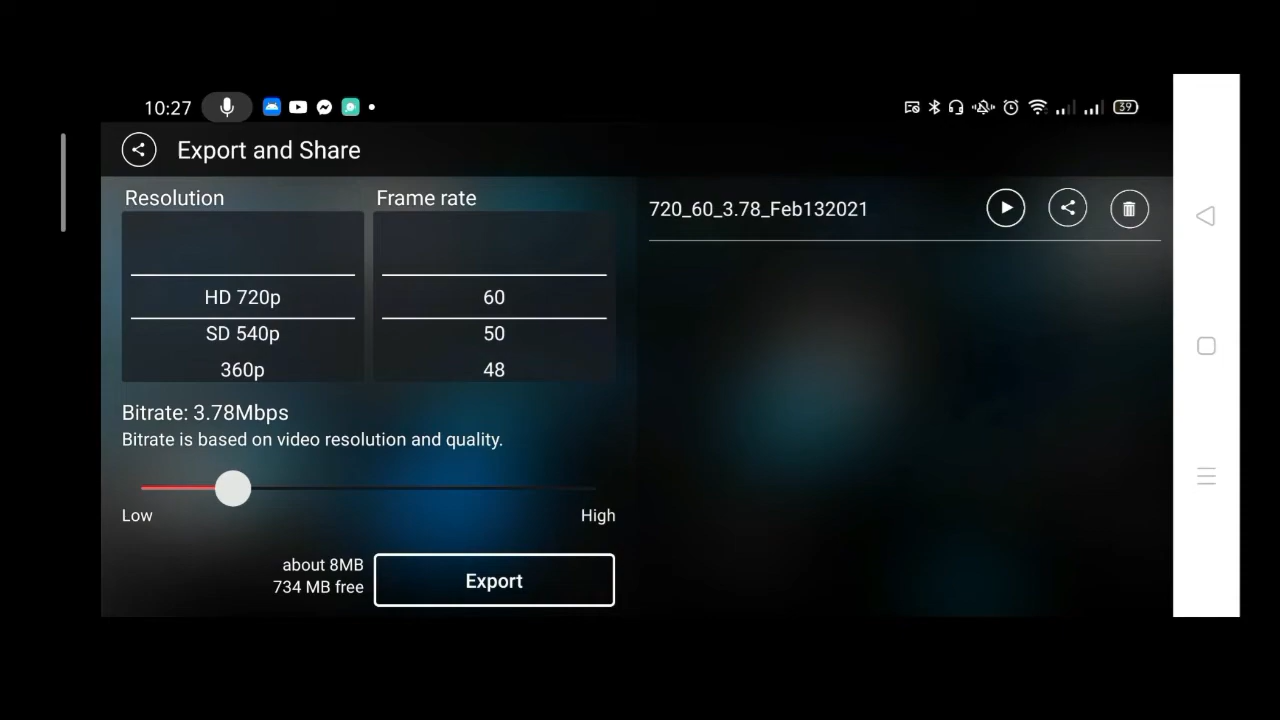 10:27
39
Export and Share
Resolution
Frame rate
720_60_3.78_Feb132021
HD 720p
60
SD 540p
50
360p
48
Bitrate: 3.78Mbps
Bitrate is based on video resolution and quality.
Low
High
about 8MB
734 MB free
Export